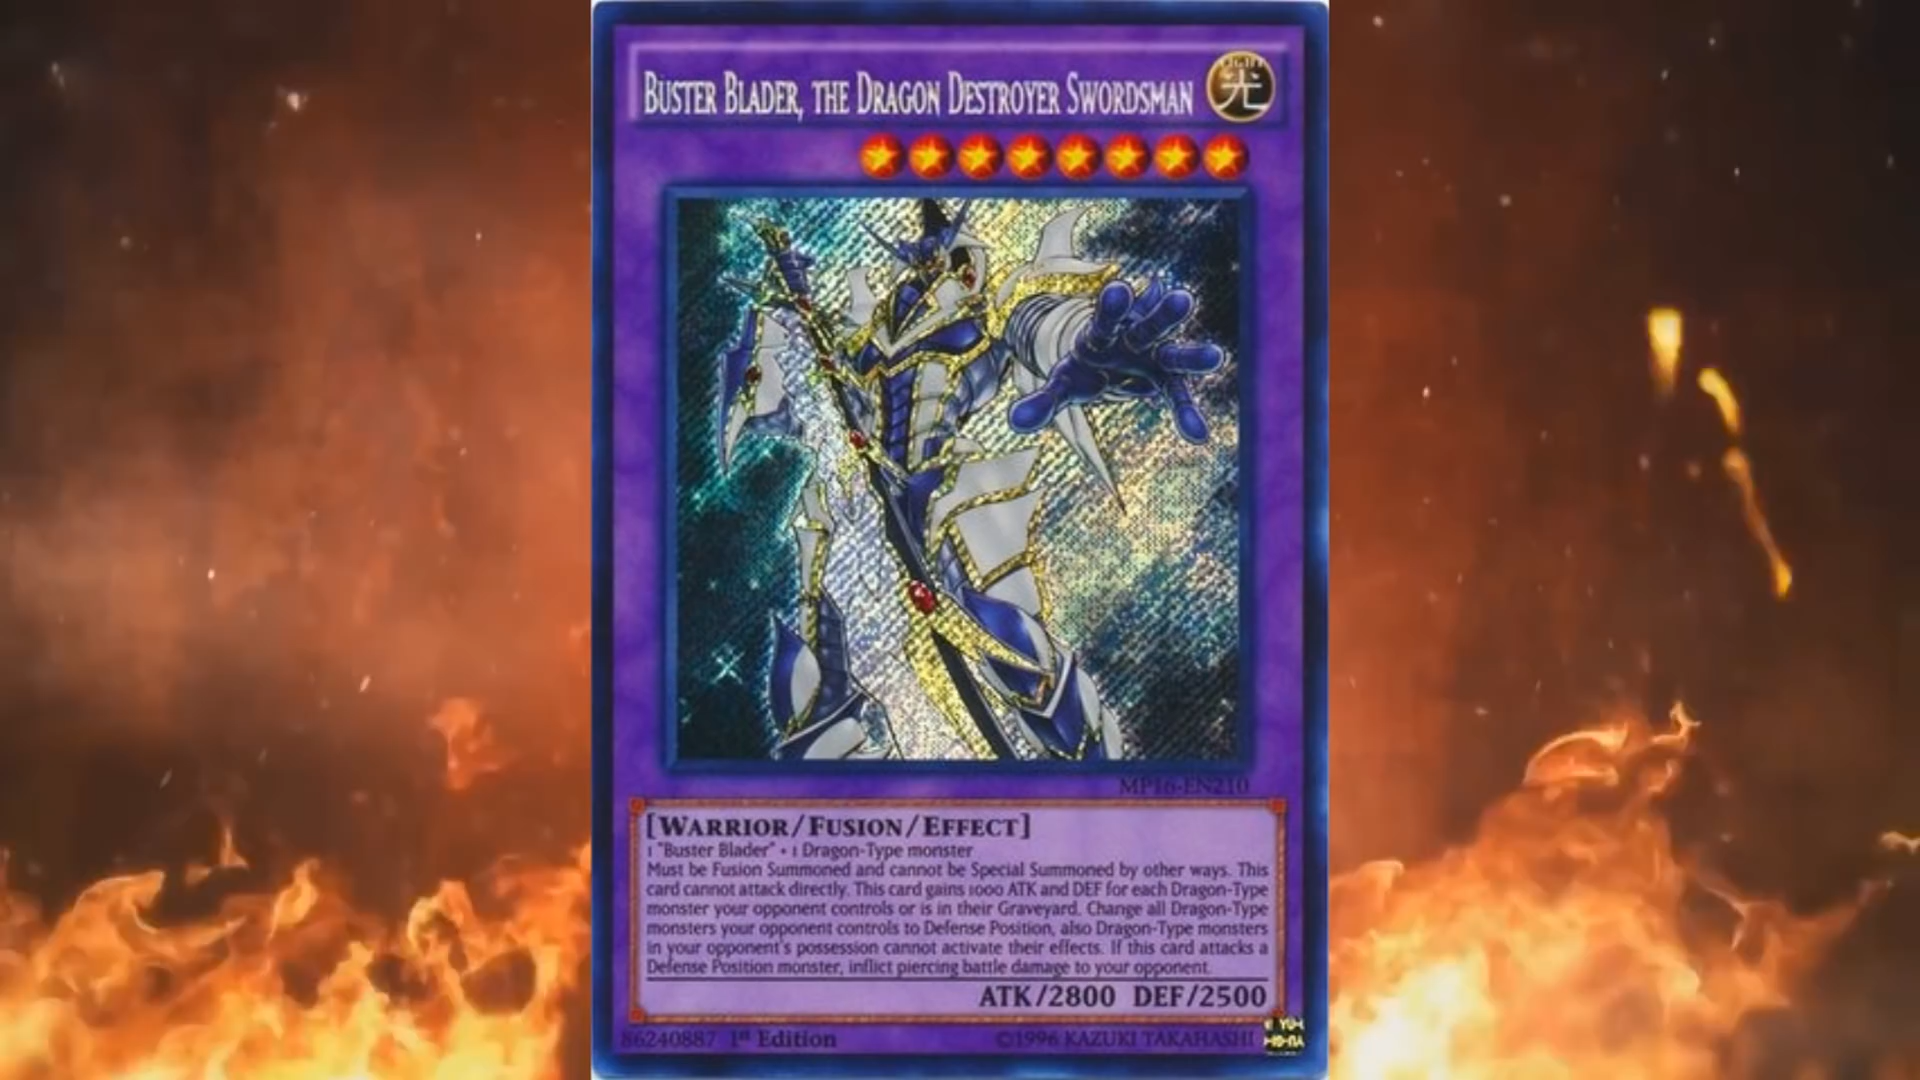 BUSTER BLADER, THE DRAGON DESTROYER SWORDSMAN
LIGHT
光
MP16-EN210
[WARRIOR/FUSION/EFFECT]
1 "Buster Blader" + 1 Dragon-Type monster
Must be Fusion Summoned and cannot be Special Summoned by other ways. This
card cannot attack directly. This card gains 1000 ATK and DEF for each Dragon-Type
monster your opponent controls or is in their Graveyard. Change all Dragon-Type
monsters your opponent controls to Defense Position, also Dragon-Type monsters
in your opponent's possession cannot activate their effects. If this card attacks a
Defense Position monster, inflict piercing battle damage to your opponent.
ATK/2800 DEF/2500
86240887 1st Edition ©1996 KAZUKI TAKAHASHI